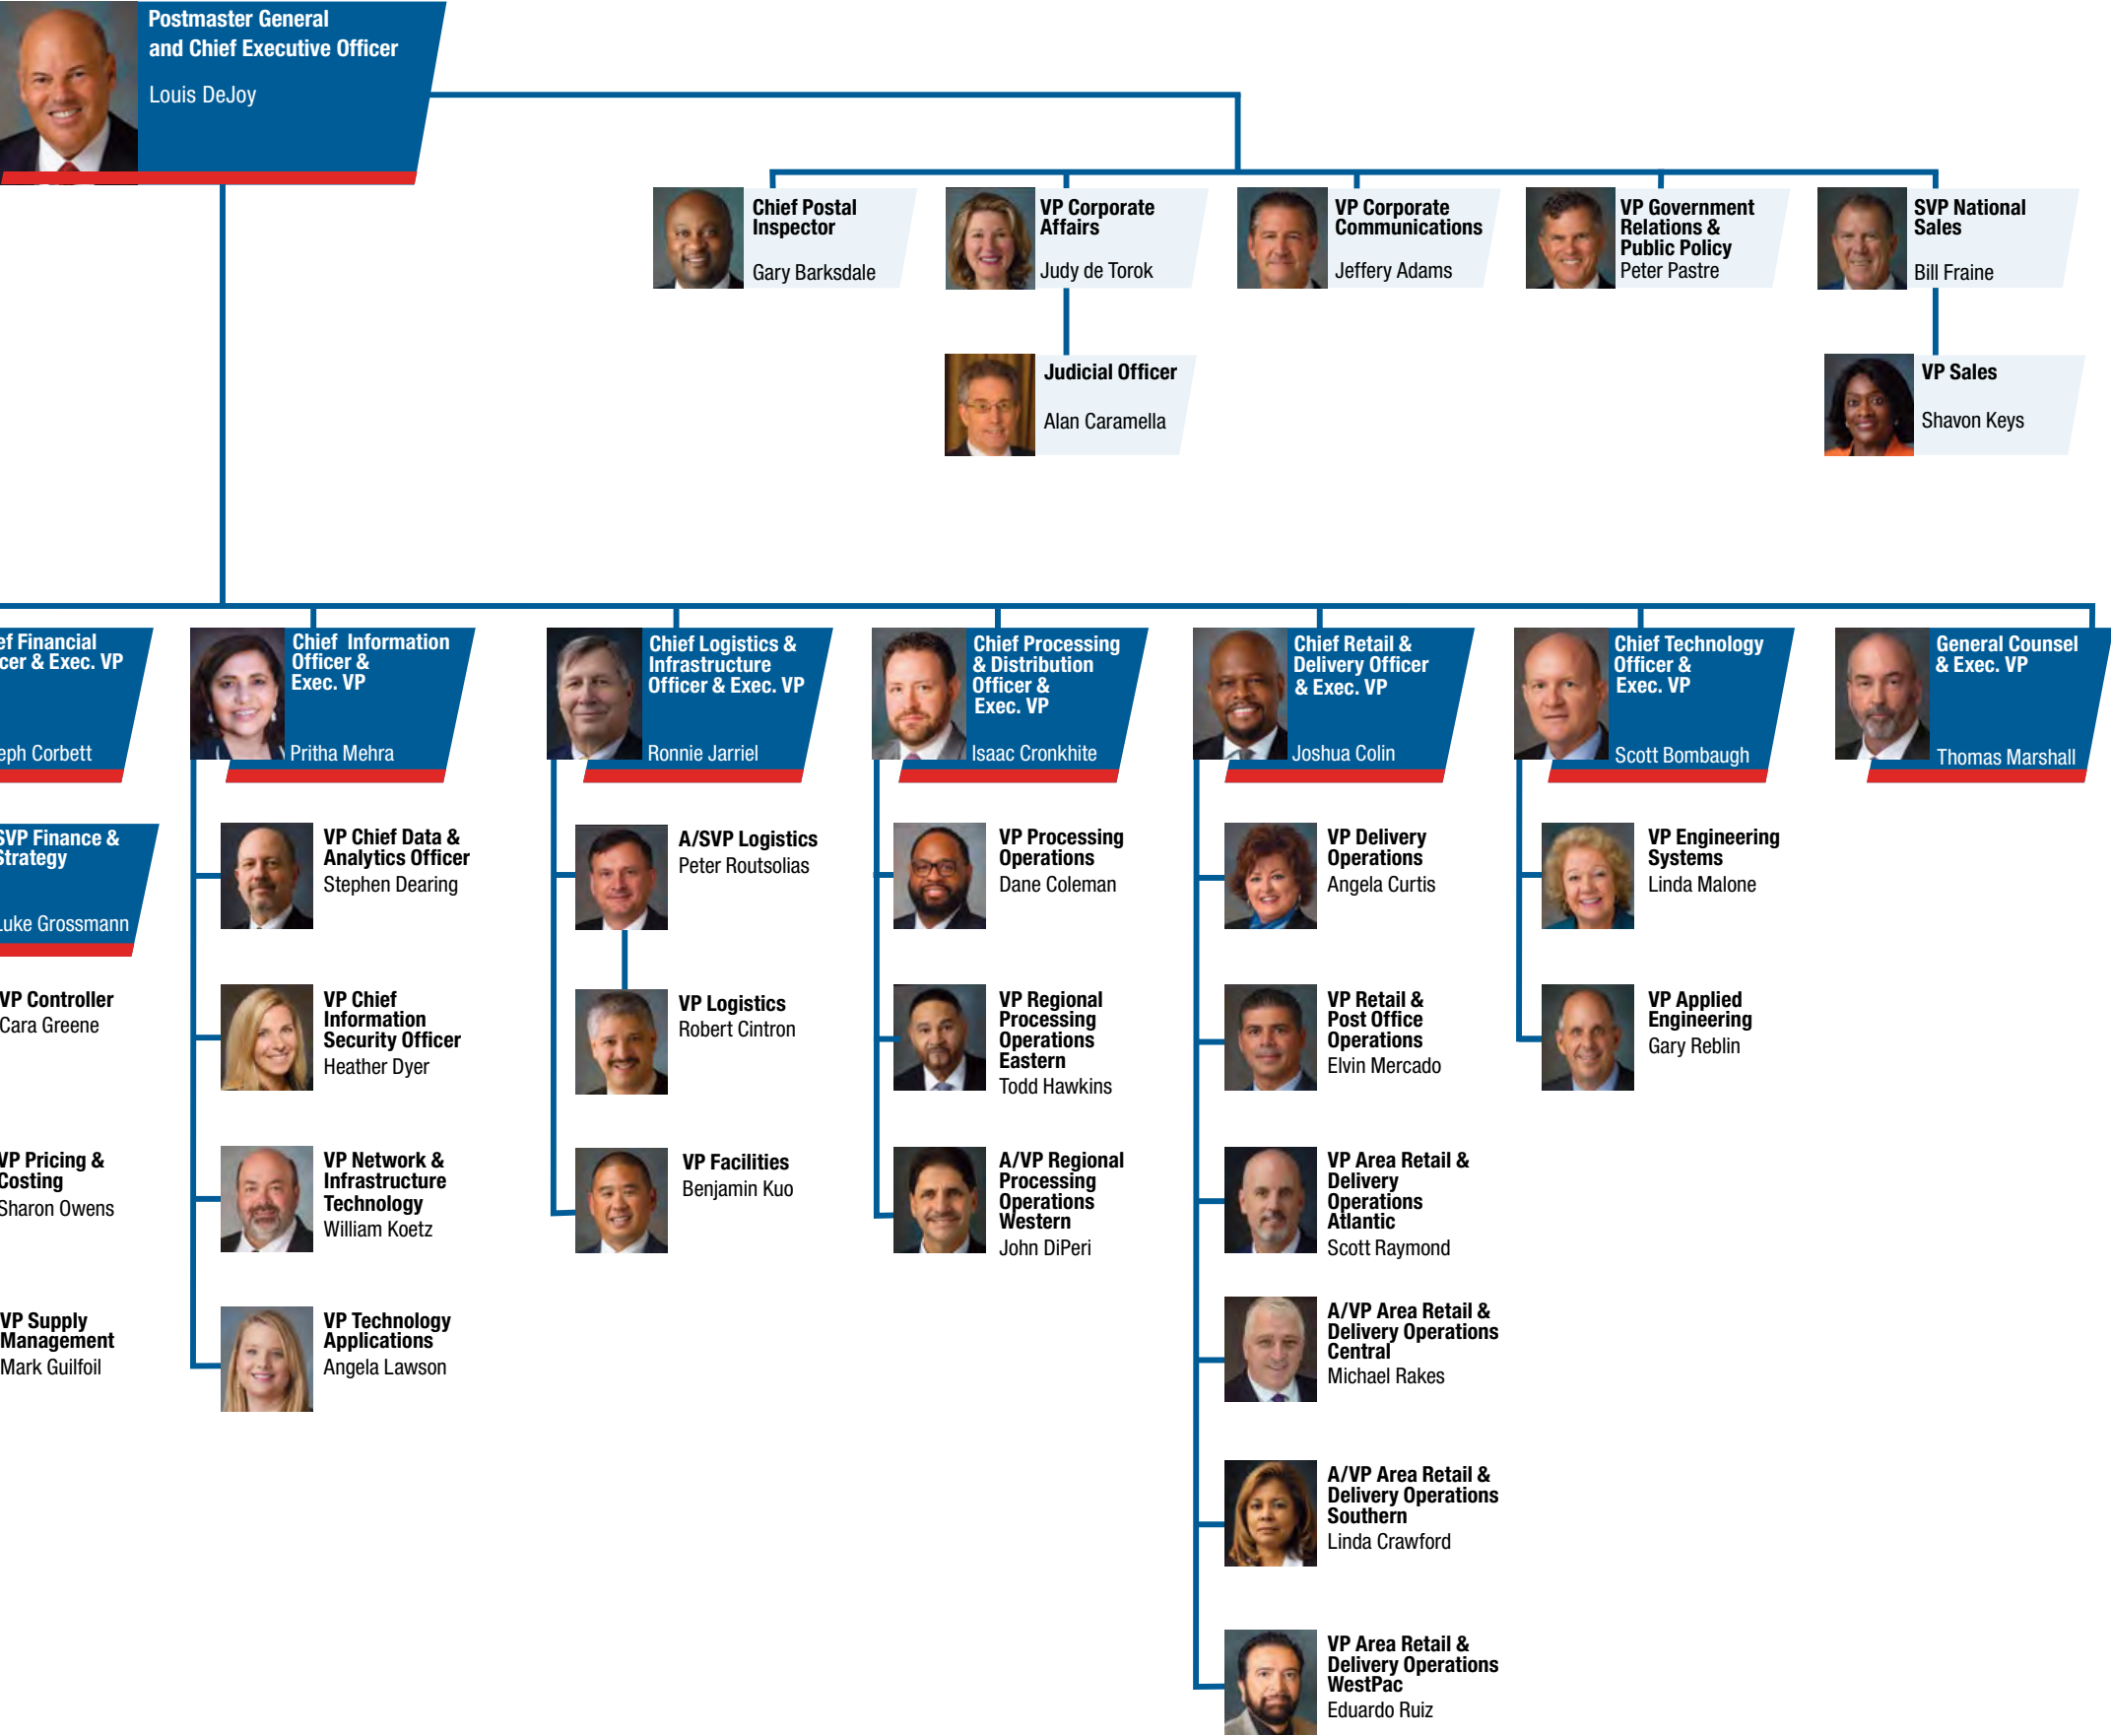 Postmaster General
and Chief Executive Officer
Louis DeJoy
Chief Postal
Inspector
Gary Barksdale
VP Corporate
Affairs
Judy de Torok
VP Corporate
Communications
Jeffery Adams
VP Government
Relations &
Public Policy
Peter Pastre
SVP National
Sales
Bill Fraine
Judicial Officer
Alan Caramella
VP Sales
Shavon Keys
ef Financial
cer & Exec. VP
eph Corbett
SVP Finance &
Strategy
Luke Grossmann
VP Controller
Cara Greene
VP Pricing &
Costing
Sharon Owens
VP Supply
Management
Mark Guilfoil
Chief Information
Officer &
Exec. VP
Pritha Mehra
VP Chief Data &
Analytics Officer
Stephen Dearing
VP Chief
Information
Security Officer
Heather Dyer
VP Network &
Infrastructure
Technology
William Koetz
VP Technology
Applications
Angela Lawson
Chief Logistics &
Infrastructure
Officer & Exec. VP
Ronnie Jarriel
A/SVP Logistics
Peter Routsolias
VP Logistics
Robert Cintron
VP Facilities
Benjamin Kuo
Chief Processing
& Distribution
Officer &
Exec. VP
Isaac Cronkhite
VP Processing
Operations
Dane Coleman
VP Regional
Processing
Operations
Eastern
Todd Hawkins
A/VP Regional
Processing
Operations
Western
John DiPeri
Chief Retail &
Delivery Officer
& Exec. VP
Joshua Colin
VP Delivery
Operations
Angela Curtis
VP Retail &
Post Office
Operations
Elvin Mercado
VP Area Retail &
Delivery
Operations
Atlantic
Scott Raymond
A/VP Area Retail &
Delivery Operations
Central
Michael Rakes
A/VP Area Retail &
Delivery Operations
Southern
Linda Crawford
VP Area Retail &
Delivery Operations
WestPac
Eduardo Ruiz
Chief Technology
Officer &
Exec. VP
Scott Bombaugh
VP Engineering
Systems
Linda Malone
VP Applied
Engineering
Gary Reblin
General Counsel
& Exec. VP
Thomas Marshall